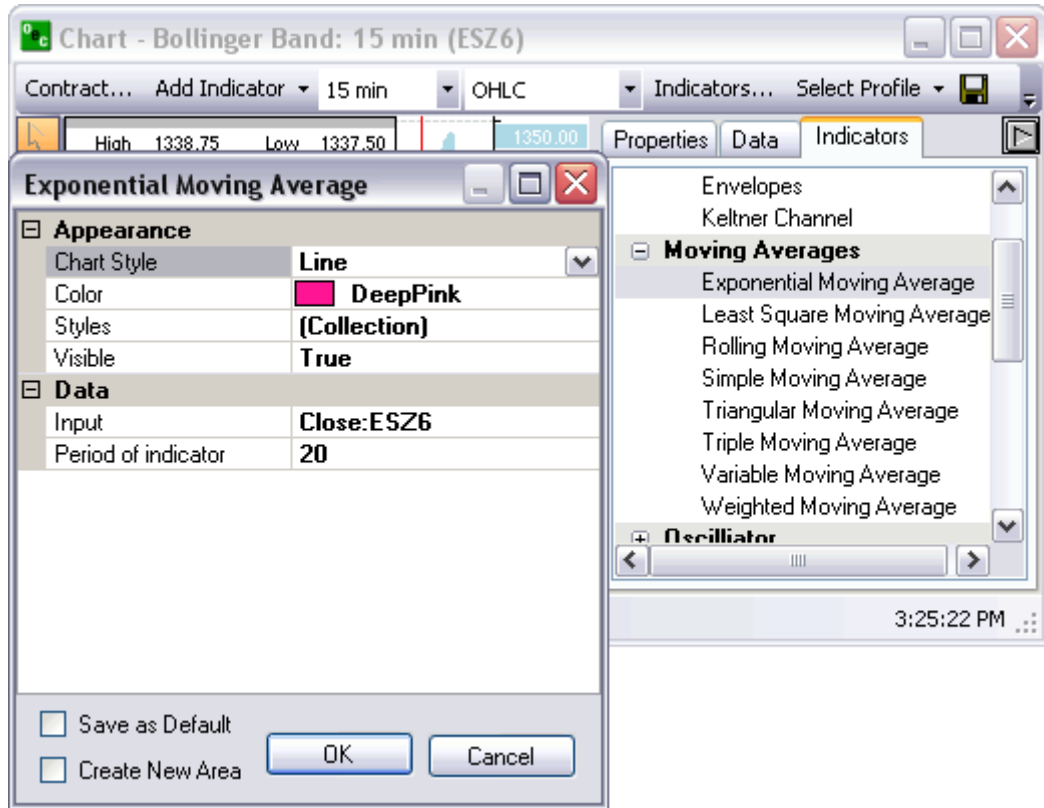 OEC Chart - Bollinger Band: 15 min (ESZ6)
Contract... Add Indicator 15 min OHLC Indicators... Select Profile
High 1338.75 Low 1337.50 1350.00 Properties Data Indicators
Exponential Moving Average
Appearance
Chart Style Line
Color DeepPink
Styles (Collection)
Visible True
Data
Input Close:ESZ6
Period of indicator 20
Save as Default
Create New Area
OK Cancel
Envelopes
Keltner Channel
Moving Averages
Exponential Moving Average
Least Square Moving Average
Rolling Moving Average
Simple Moving Average
Triangular Moving Average
Triple Moving Average
Variable Moving Average
Weighted Moving Average
Oscilliator
3:25:22 PM